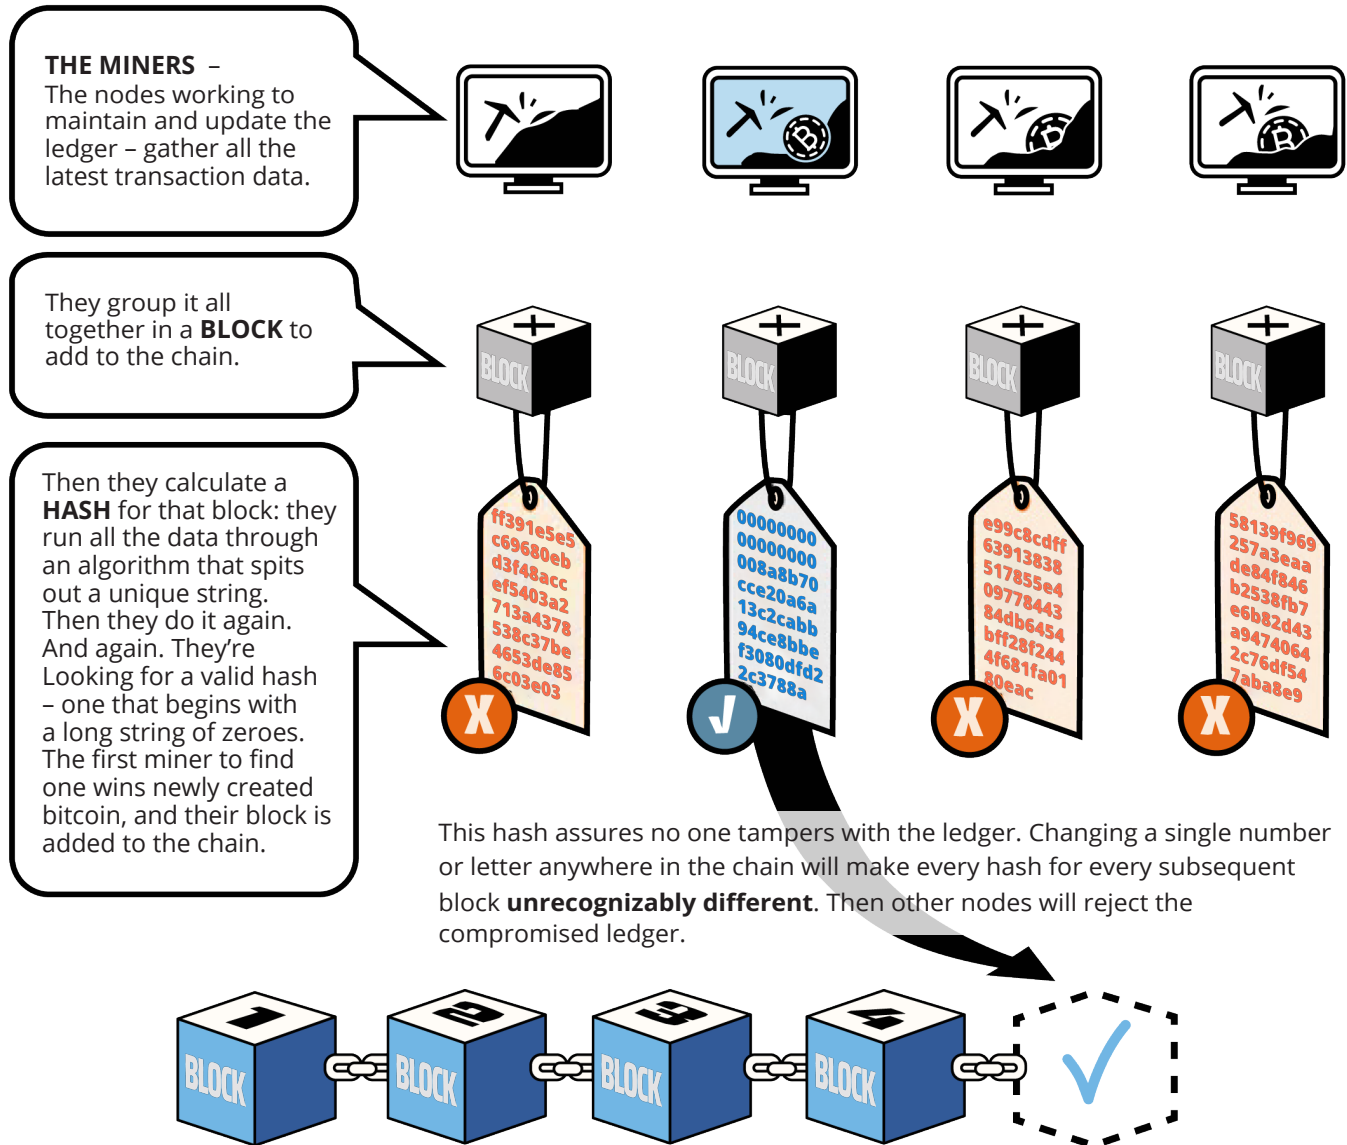 THE MINERS –
The nodes working to
maintain and update the
ledger – gather all the
latest transaction data.
They group it all
together in a BLOCK to
add to the chain.
BLOCK
BLOCK
BLOCK
BLOCK
Then they calculate a
HASH for that block: they
run all the data through
an algorithm that spits
out a unique string.
Then they do it again.
And again. They’re
Looking for a valid hash
– one that begins with
a long string of zeroes.
The first miner to find
one wins newly created
bitcoin, and their block is
added to the chain.
ff391e5e5
c69680eb
d3f48acc
ef5403a2
713a4378
538c37be
4653de85
6c03e03
X
00000000
00000000
008a8b70
cce20a6a
13c2cabb
94ce8bbe
f3080dfd2
2c3788a
e99c8cdff
63913838
517855e4
09778443
84db6454
bff28f244
4f681fa01
80eac
X
58139f969
257a3eaa
de84f846
b2538fb7
e6b82d43
a9474064
2c76df54
7aba8e9
X
This hash assures no one tampers with the ledger. Changing a single number
or letter anywhere in the chain will make every hash for every subsequent
block unrecognizably different. Then other nodes will reject the
compromised ledger.
1
BLOCK
2
BLOCK
3
BLOCK
4
BLOCK